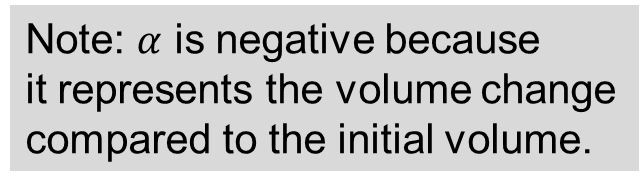 Note: 𝛼 is negative because
it represents the volume change
compared to the initial volume.